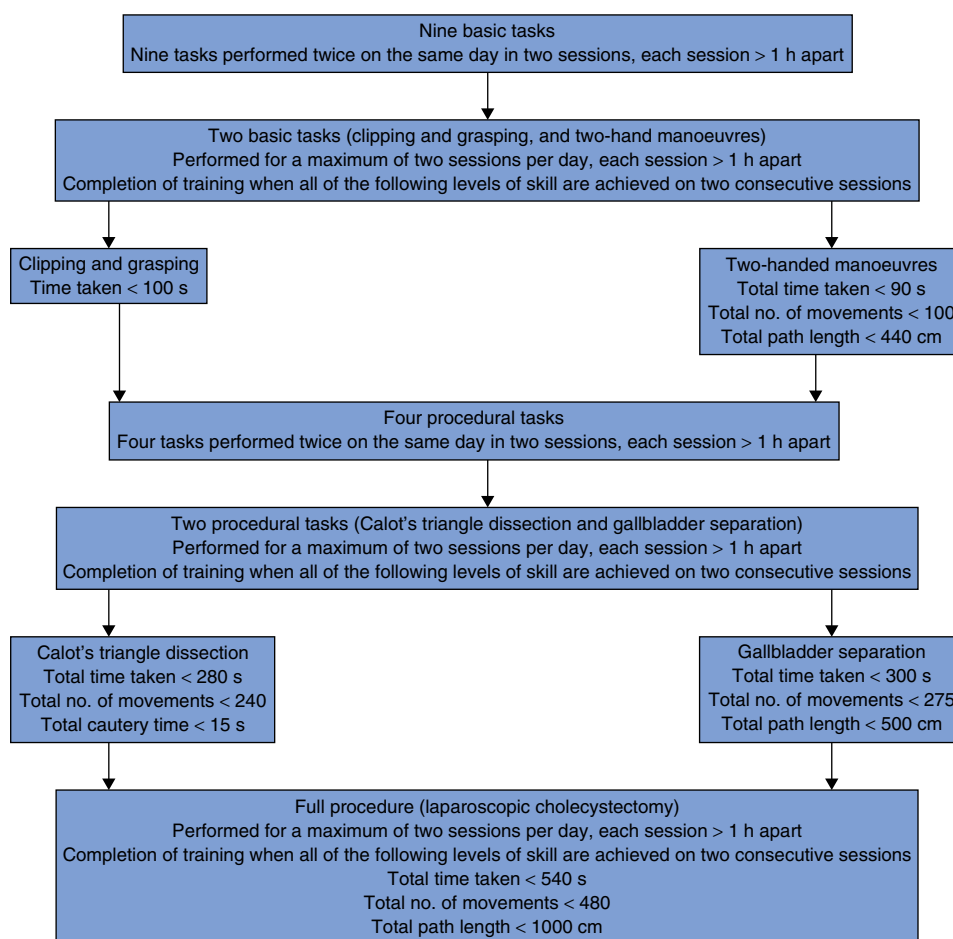 Nine basic tasks
Nine tasks performed twice on the same day in two sessions, each session > 1 h apart
Two basic tasks (clipping and grasping, and two-hand manoeuvres)
Performed for a maximum of two sessions per day, each session > 1 h apart
Completion of training when all of the following levels of skill are achieved on two consecutive sessions
Clipping and grasping
Time taken < 100 s
Two-handed manoeuvres
Total time taken < 90 s
Total no. of movements < 100
Total path length < 440 cm
Four procedural tasks
Four tasks performed twice on the same day in two sessions, each session > 1 h apart
Two procedural tasks (Calot's triangle dissection and gallbladder separation)
Performed for a maximum of two sessions per day, each session > 1 h apart
Completion of training when all of the following levels of skill are achieved on two consecutive sessions
Calot's triangle dissection
Total time taken < 280 s
Total no. of movements < 240
Total cautery time < 15 s
Gallbladder separation
Total time taken < 300 s
Total no. of movements < 275
Total path length < 500 cm
Full procedure (laparoscopic cholecystectomy)
Performed for a maximum of two sessions per day, each session > 1 h apart
Completion of training when all of the following levels of skill are achieved on two consecutive sessions
Total time taken < 540 s
Total no. of movements < 480
Total path length < 1000 cm